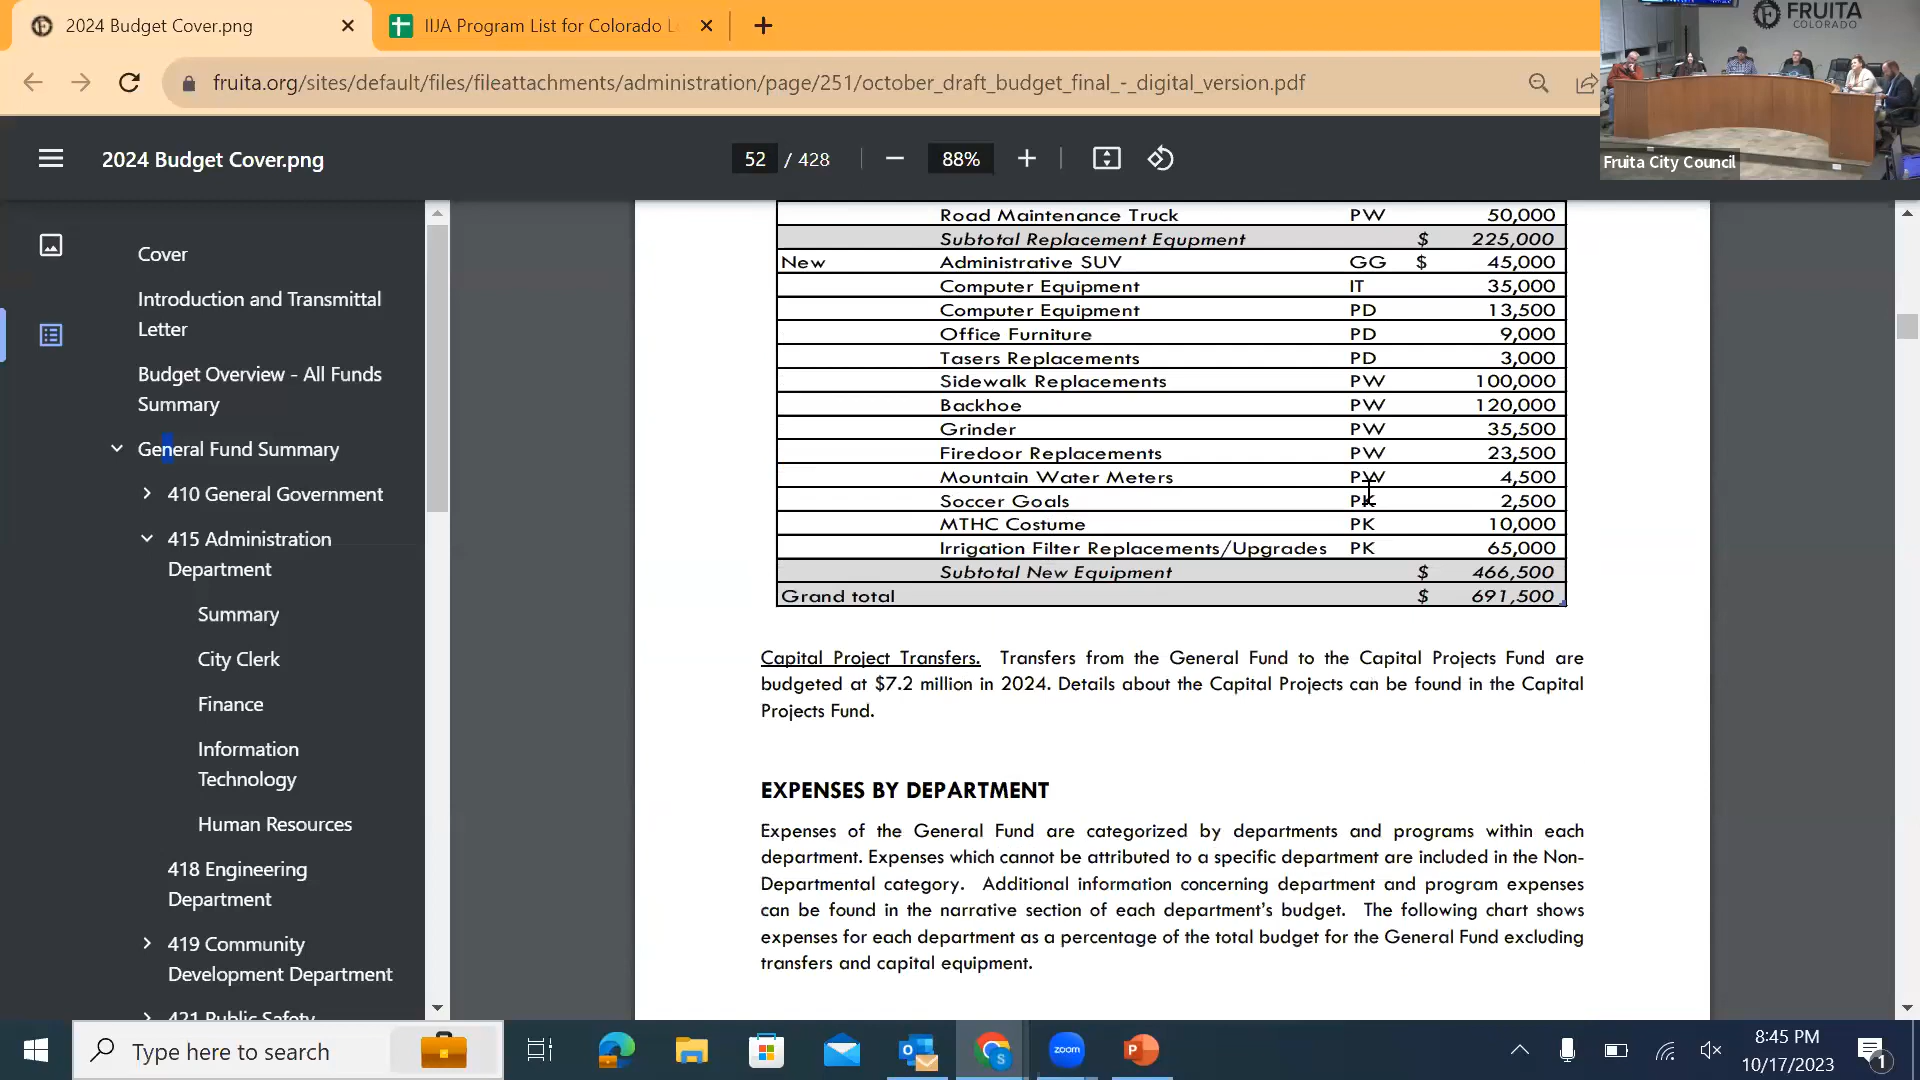 2024 Budget Cover.png
IIJA Program List for Colorado L
FRUITA
COLORADO
fruita.org/sites/default/files/fileattachments/administration/page/251/october_draft_budget_final_-_digital_version.pdf
2024 Budget Cover.png
52 / 428
88%
Fruita City Council
Cover
Introduction and Transmittal
Letter
Budget Overview - All Funds
Summary
General Fund Summary
410 General Government
415 Administration
Department
Summary
City Clerk
Finance
Information
Technology
Human Resources
418 Engineering
Department
419 Community
Development Department
421 Public Safety
Road Maintenance Truck PW 50,000
Subtotal Replacement Equpment $ 225,000
New Administrative SUV GG $ 45,000
Computer Equipment IT 35,000
Computer Equipment PD 13,500
Office Furniture PD 9,000
Tasers Replacements PD 3,000
Sidewalk Replacements PW 100,000
Backhoe PW 120,000
Grinder PW 35,500
Firedoor Replacements PW 23,500
Mountain Water Meters PW 4,500
Soccer Goals PK 2,500
MTHC Costume PK 10,000
Irrigation Filter Replacements/Upgrades PK 65,000
Subtotal New Equipment $ 466,500
Grand total $ 691,500
Capital Project Transfers. Transfers from the General Fund to the Capital Projects Fund are
budgeted at $7.2 million in 2024. Details about the Capital Projects can be found in the Capital
Projects Fund.
EXPENSES BY DEPARTMENT
Expenses of the General Fund are categorized by departments and programs within each
department. Expenses which cannot be attributed to a specific department are included in the Non-
Departmental category. Additional information concerning department and program expenses
can be found in the narrative section of each department's budget. The following chart shows
expenses for each department as a percentage of the total budget for the General Fund excluding
transfers and capital equipment.
Type here to search
zoom
8:45 PM
10/17/2023
1